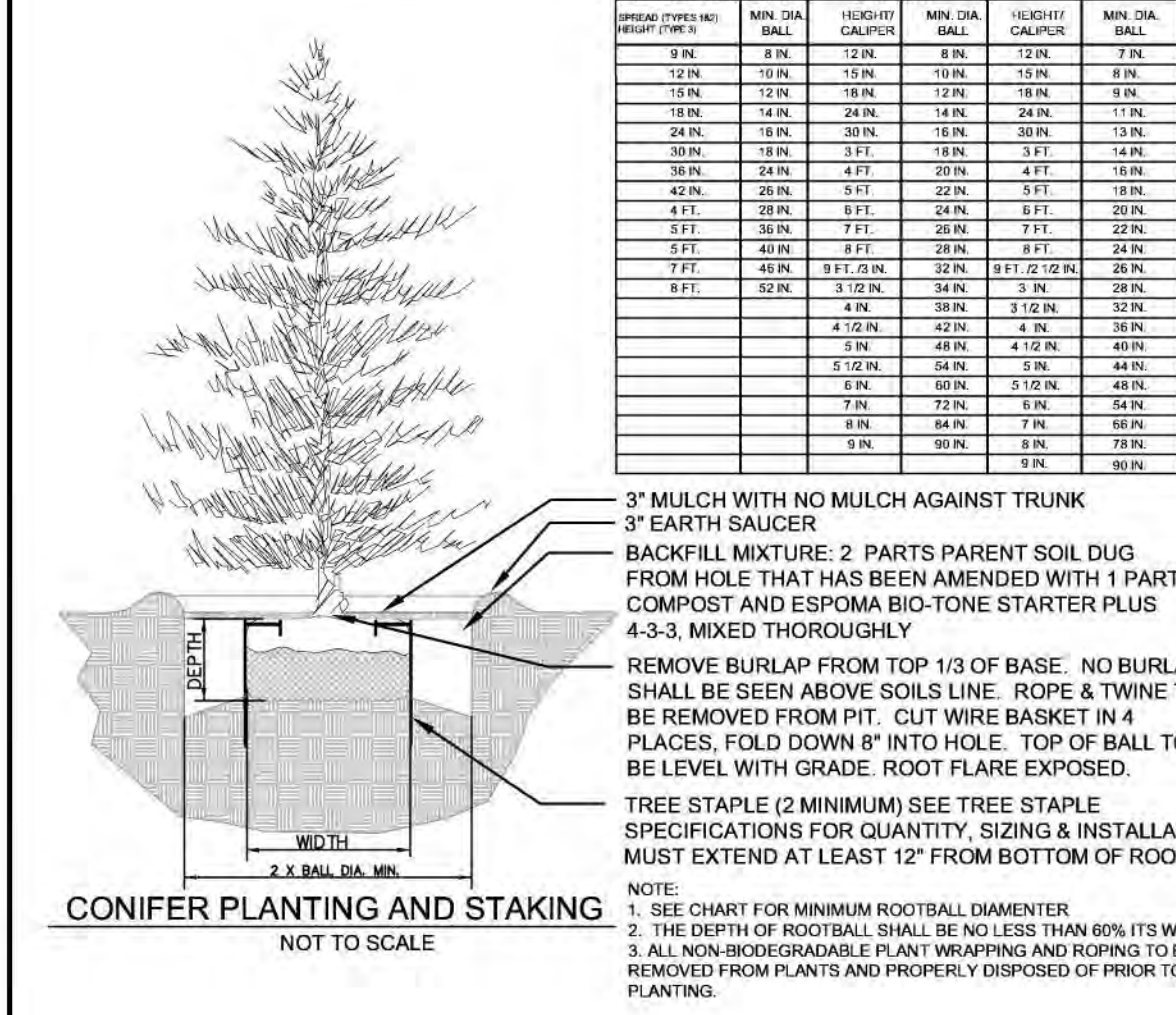 SPREAD (TYPES 1&2) HEIGHT (TYPE 3) MIN. DIA. BALL HEIGHT/ CALIPER MIN. DIA. BALL HEIGHT/ CALIPER MIN. DIA. BALL
9 IN. 8 IN. 12 IN. 8 IN. 12 IN. 7 IN.
12 IN. 10 IN. 15 IN. 10 IN. 15 IN. 8 IN.
15 IN. 12 IN. 18 IN. 12 IN. 18 IN. 9 IN.
18 IN. 14 IN. 24 IN. 14 IN. 24 IN. 11 IN.
24 IN. 16 IN. 30 IN. 16 IN. 30 IN. 13 IN.
30 IN. 18 IN. 3 FT. 18 IN. 3 FT. 14 IN.
36 IN. 24 IN. 4 FT. 20 IN. 4 FT. 16 IN.
42 IN. 26 IN. 5 FT. 22 IN. 5 FT. 18 IN.
4 FT. 28 IN. 6 FT. 24 IN. 6 FT. 20 IN.
5 FT. 36 IN. 7 FT. 26 IN. 7 FT. 22 IN.
5 FT. 40 IN. 8 FT. 28 IN. 8 FT. 24 IN.
7 FT. 46 IN. 9 FT. /3 IN. 32 IN. 9 FT. /2 1/2 IN. 26 IN.
8 FT. 52 IN. 3 1/2 IN. 34 IN. 3 IN. 28 IN.
4 IN. 38 IN. 3 1/2 IN. 32 IN.
4 1/2 IN. 42 IN. 4 IN. 36 IN.
5 IN. 48 IN. 4 1/2 IN. 40 IN.
5 1/2 IN. 54 IN. 5 IN. 44 IN.
6 IN. 60 IN. 5 1/2 IN. 48 IN.
7 IN. 72 IN. 6 IN. 54 IN.
8 IN. 84 IN. 7 IN. 66 IN.
9 IN. 90 IN. 8 IN. 78 IN.
9 IN. 90 IN.
3" MULCH WITH NO MULCH AGAINST TRUNK
3" EARTH SAUCER
BACKFILL MIXTURE: 2 PARTS PARENT SOIL DUG
FROM HOLE THAT HAS BEEN AMENDED WITH 1 PART
COMPOST AND ESPOMA BIO-TONE STARTER PLUS
4-3-3, MIXED THOROUGHLY
REMOVE BURLAP FROM TOP 1/3 OF BASE. NO BURLA
SHALL BE SEEN ABOVE SOILS LINE. ROPE & TWINE
BE REMOVED FROM PIT. CUT WIRE BASKET IN 4
PLACES, FOLD DOWN 8" INTO HOLE. TOP OF BALL TO
BE LEVEL WITH GRADE. ROOT FLARE EXPOSED.
TREE STAPLE (2 MINIMUM) SEE TREE STAPLE
SPECIFICATIONS FOR QUANTITY, SIZING & INSTALLA
MUST EXTEND AT LEAST 12" FROM BOTTOM OF ROO
DEPTH
WIDTH
2 X BALL DIA. MIN.
CONIFER PLANTING AND STAKING
NOT TO SCALE
NOTE:
1. SEE CHART FOR MINIMUM ROOTBALL DIAMENTER
2. THE DEPTH OF ROOTBALL SHALL BE NO LESS THAN 60% ITS W
3. ALL NON-BIODEGRADABLE PLANT WRAPPING AND ROPING TO
REMOVED FROM PLANTS AND PROPERLY DISPOSED OF PRIOR TO
PLANTING.